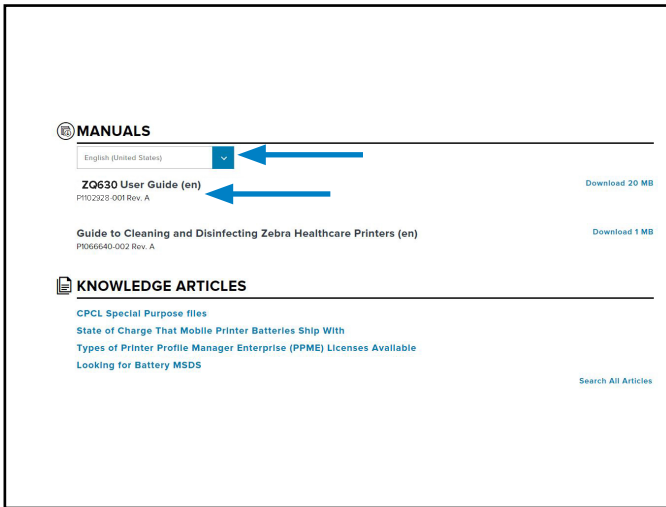 MANUALS
English (United States)
ZQ630 User Guide (en)
Download 20 MB
P1102928-001 Rev. A
Guide to Cleaning and Disinfecting Zebra Healthcare Printers (en)
Download 1 MB
P1066640-002 Rev. A
KNOWLEDGE ARTICLES
CPCL Special Purpose files
State of Charge That Mobile Printer Batteries Ship With
Types of Printer Profile Manager Enterprise (PPME) Licenses Available
Looking for Battery MSDS
Search All Articles